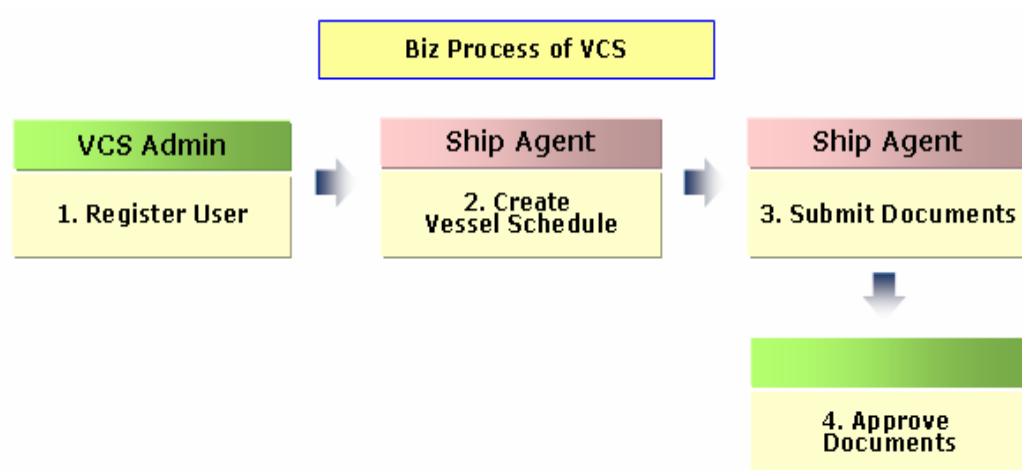 Biz Process of VCS
VCS Admin
1. Register User
Ship Agent
2. Create
Vessel Schedule
Ship Agent
3. Submit Documents
4. Approve
Documents